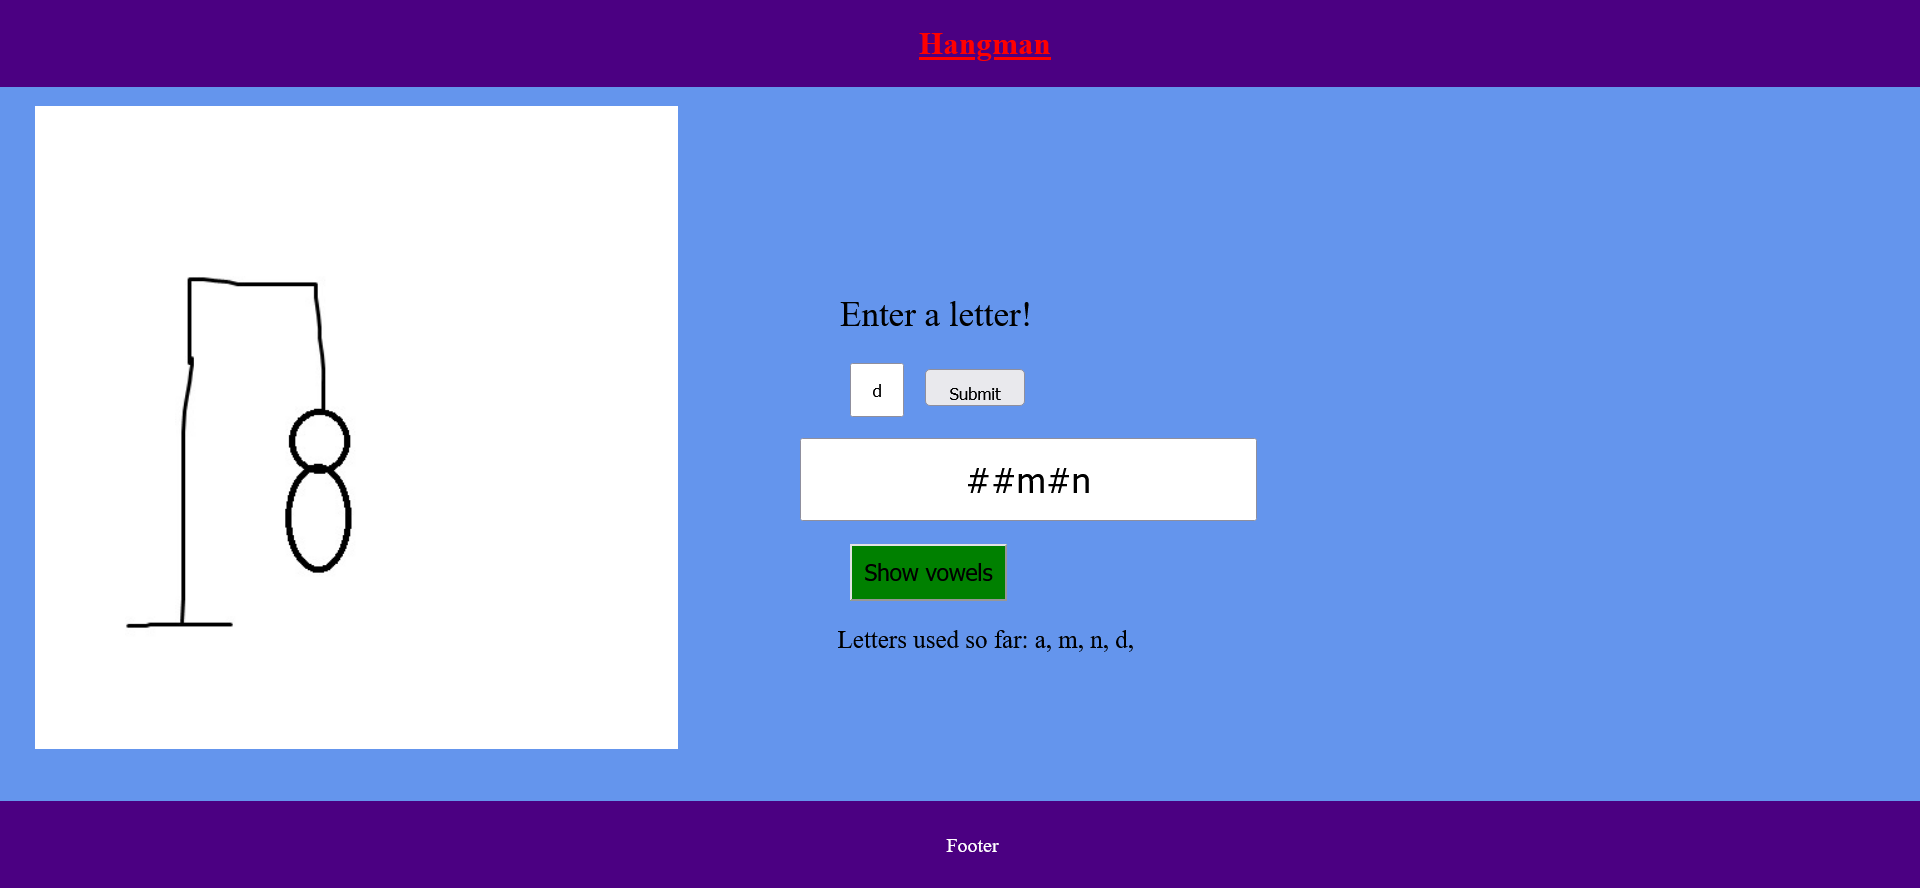 Hangman
Enter a letter!
d
Submit
##m#n
Show vowels
Letters used so far: a, m, n, d,
Footer